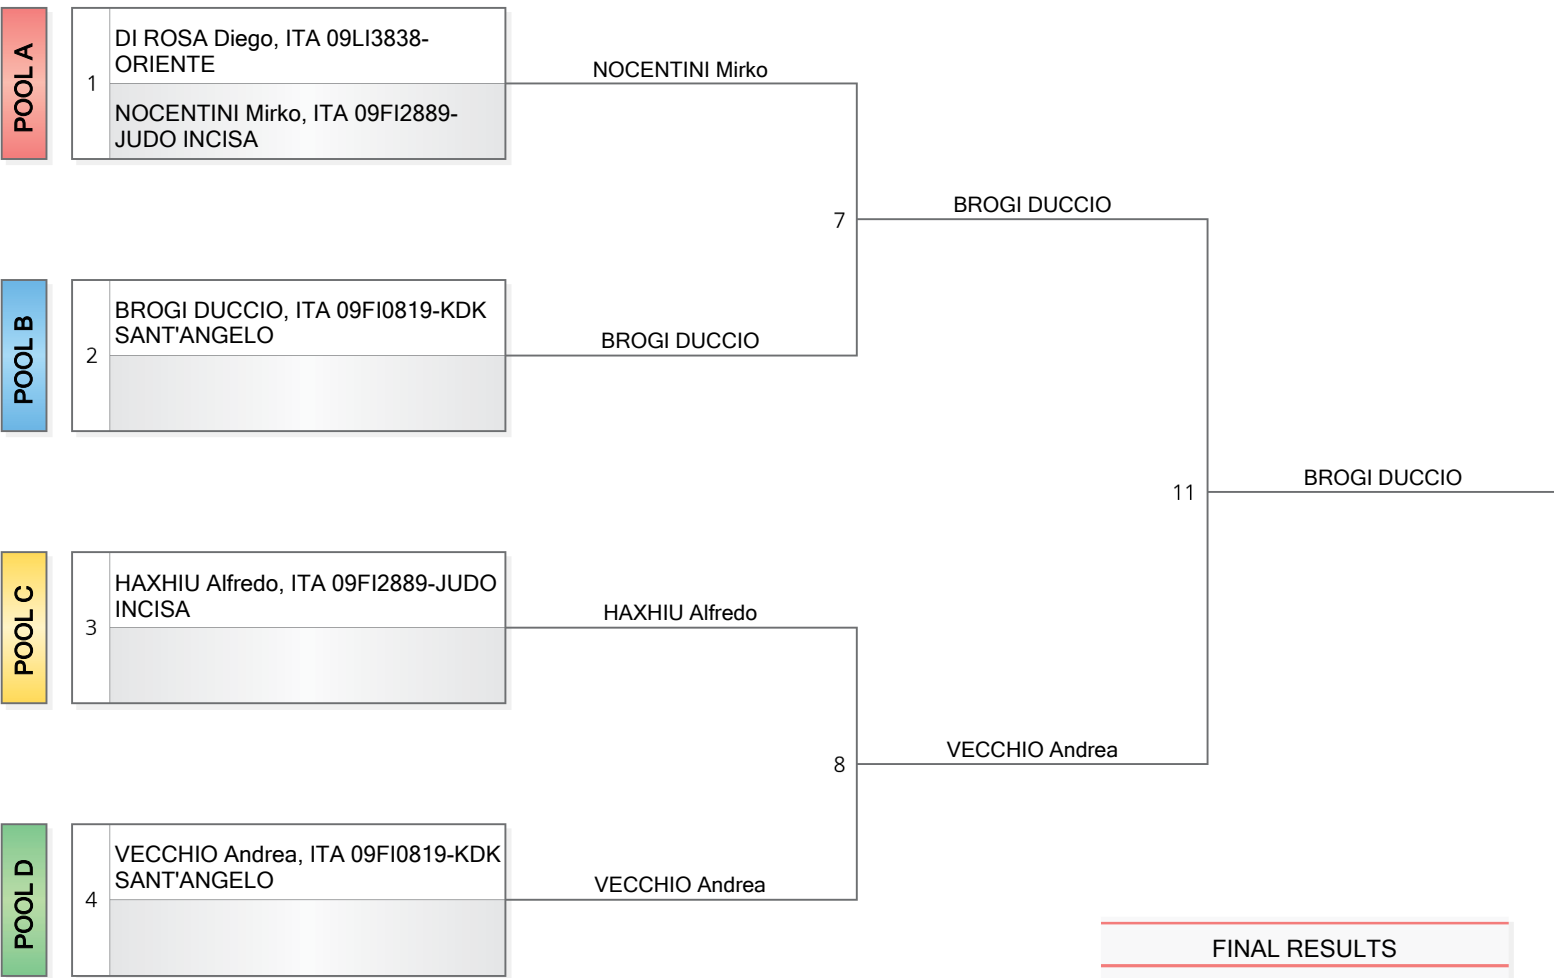 POOL A
1
DI ROSA Diego, ITA 09LI3838-
ORIENTE
NOCENTINI Mirko, ITA 09FI2889-
JUDO INCISA
NOCENTINI Mirko
7
BROGI DUCCIO
POOL B
2
BROGI DUCCIO, ITA 09FI0819-KDK
SANT'ANGELO
BROGI DUCCIO
11
BROGI DUCCIO
POOL C
3
HAXHIU Alfredo, ITA 09FI2889-JUDO
INCISA
HAXHIU Alfredo
8
VECCHIO Andrea
POOL D
4
VECCHIO Andrea, ITA 09FI0819-KDK
SANT'ANGELO
VECCHIO Andrea
FINAL RESULTS